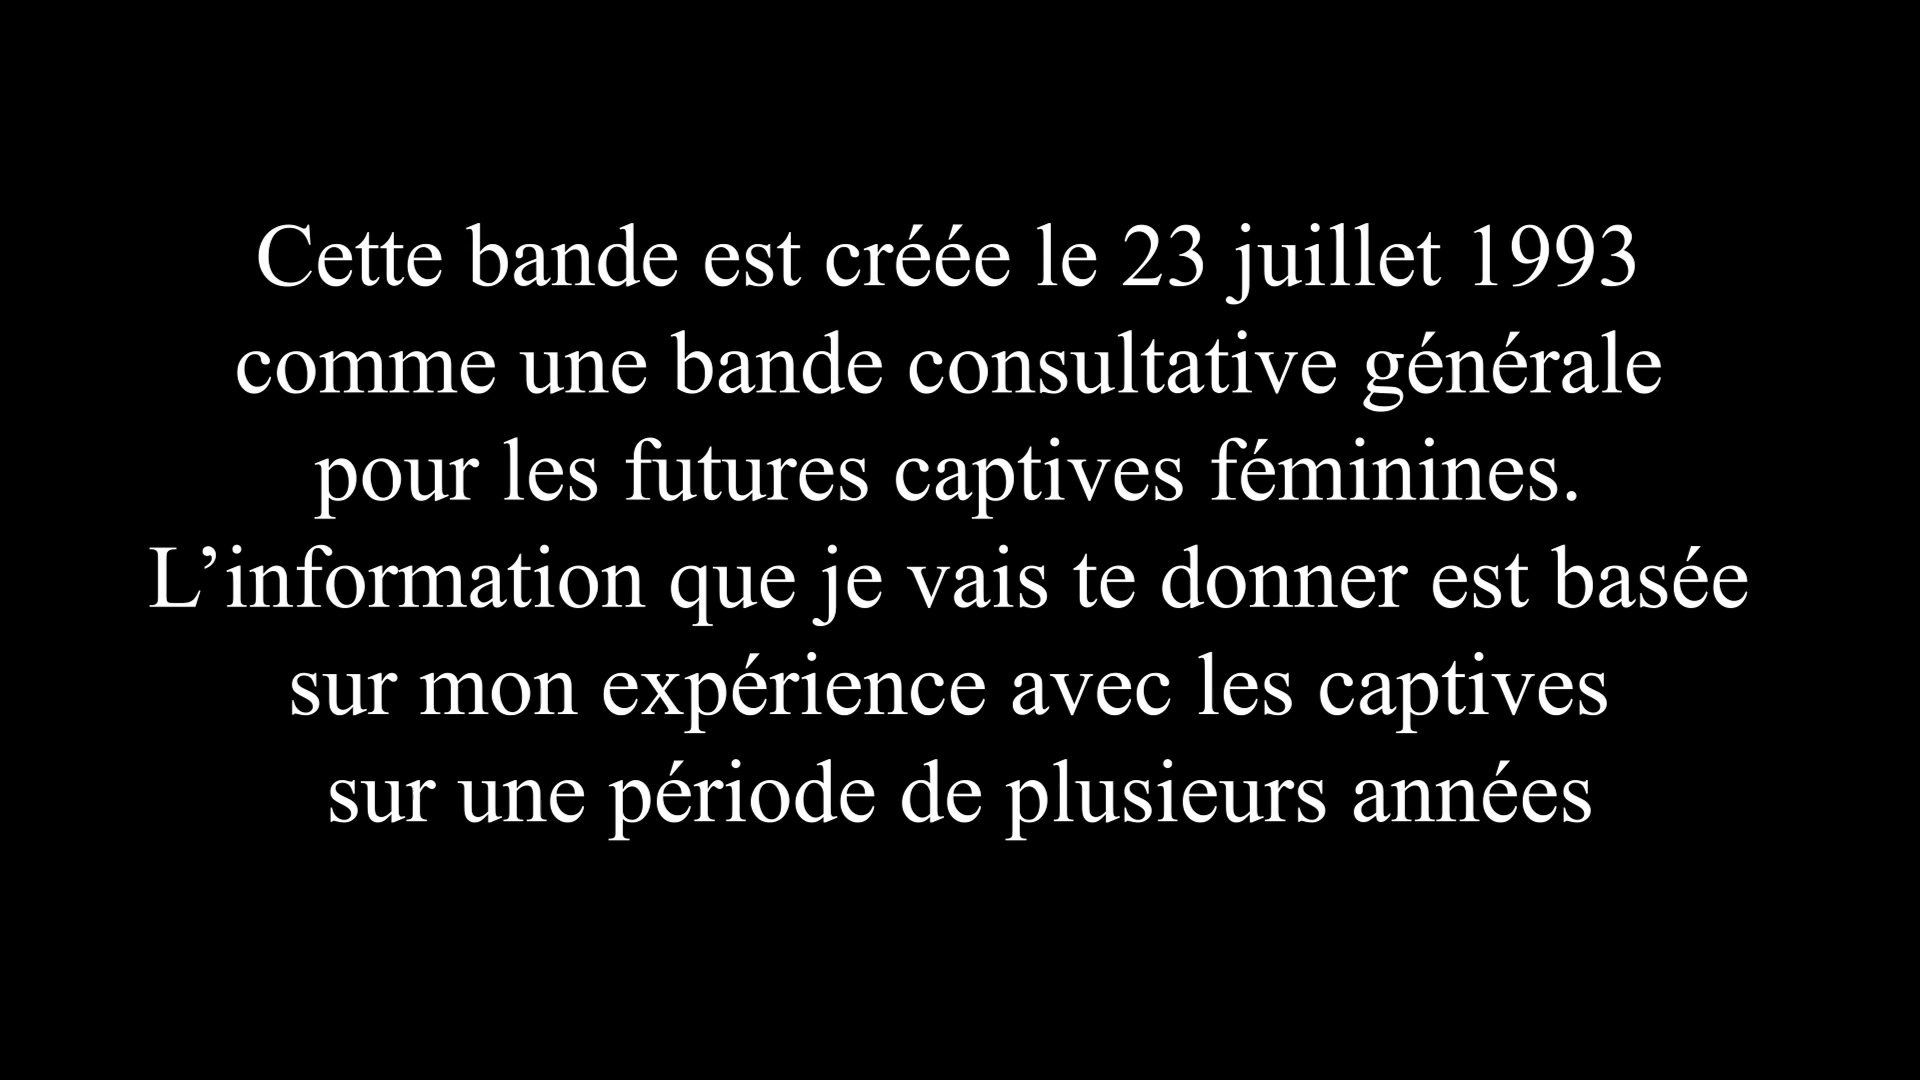 Cette bande est créée le 23 juillet 1993
comme une bande consultative générale
pour les futures captives féminines.
L’information que je vais te donner est basée
sur mon expérience avec les captives
sur une période de plusieurs années